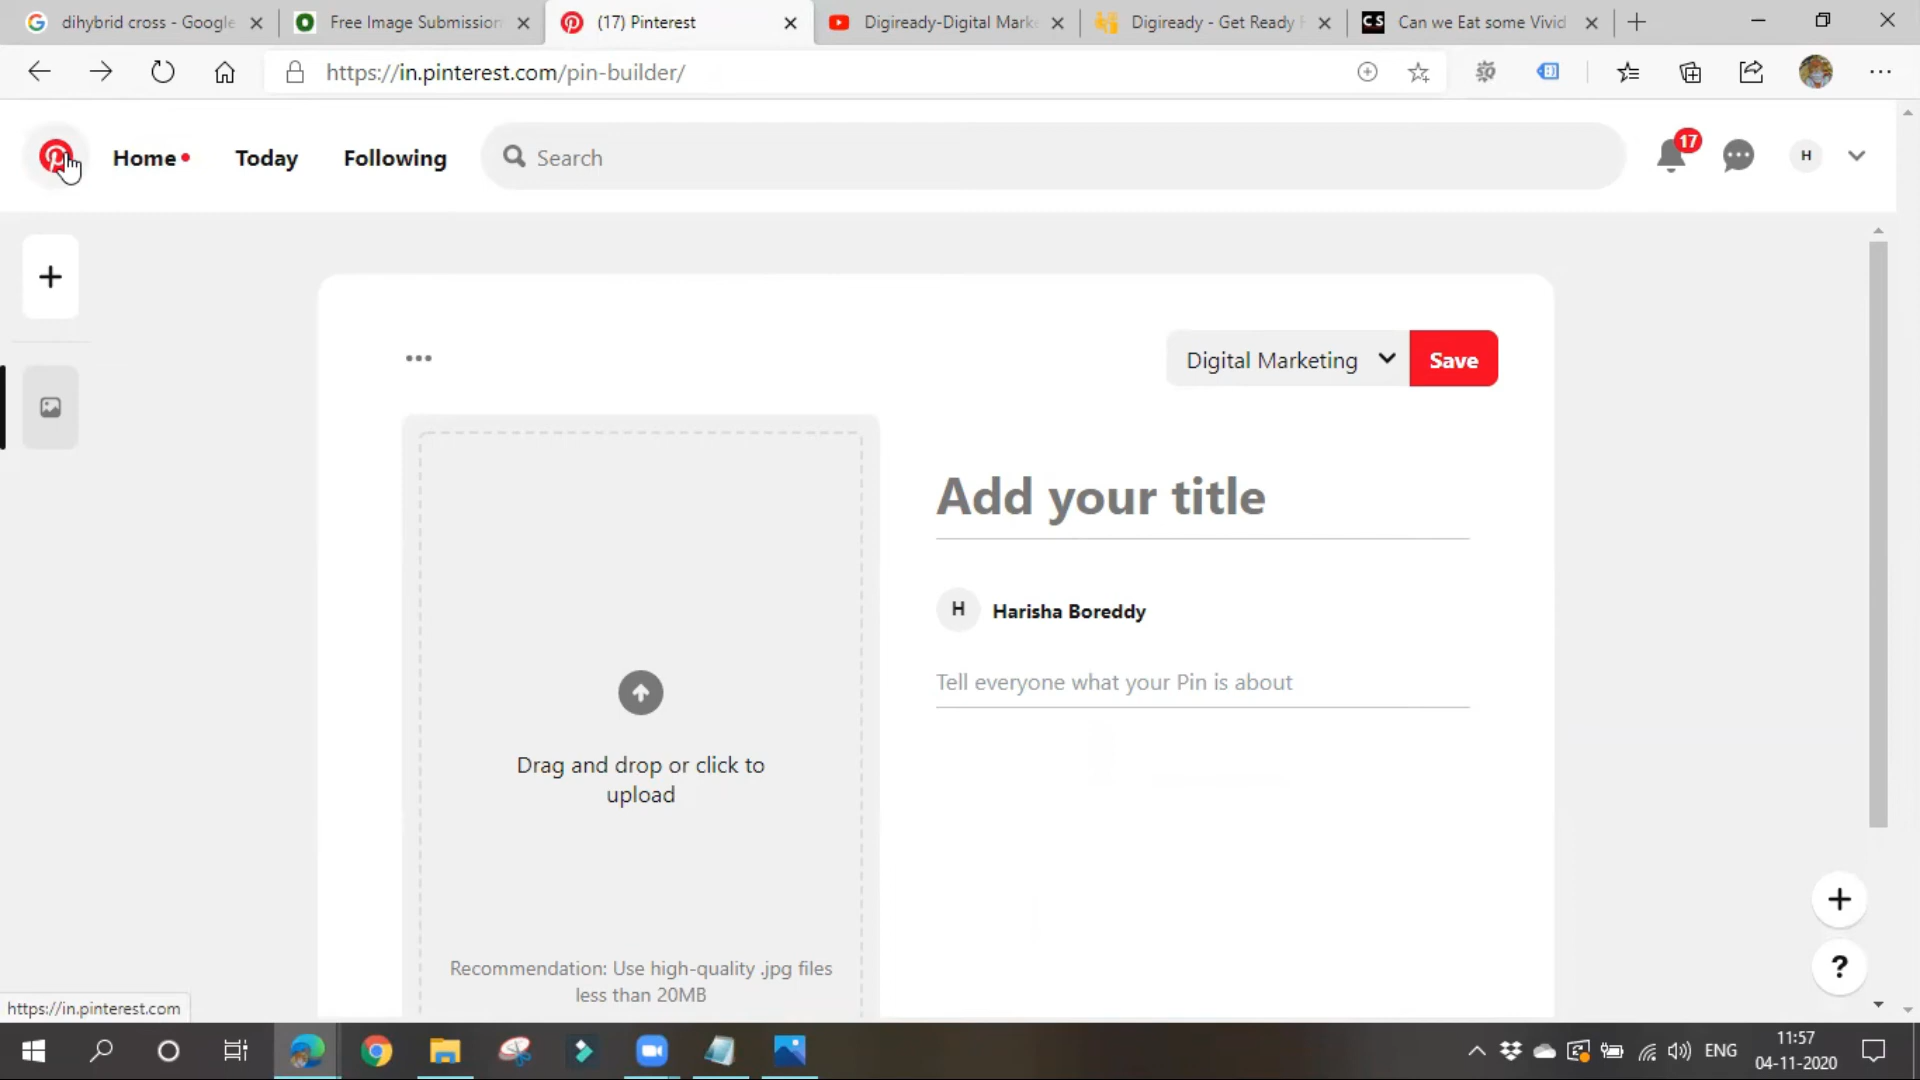 dihybrid cross - Google
Free Image Submission
(17) Pinterest
Digiready-Digital Mark
Digiready - Get Ready
Can we Eat some Vivid
https://in.pinterest.com/pin-builder/
Home
Today
Following
Search
17
H
Digital Marketing
Save
Add your title
H
Harisha Boreddy
Tell everyone what your Pin is about
Drag and drop or click to
upload
Recommendation: Use high-quality .jpg files
less than 20MB
?
https://in.pinterest.com
ENG
11:57
04-11-2020